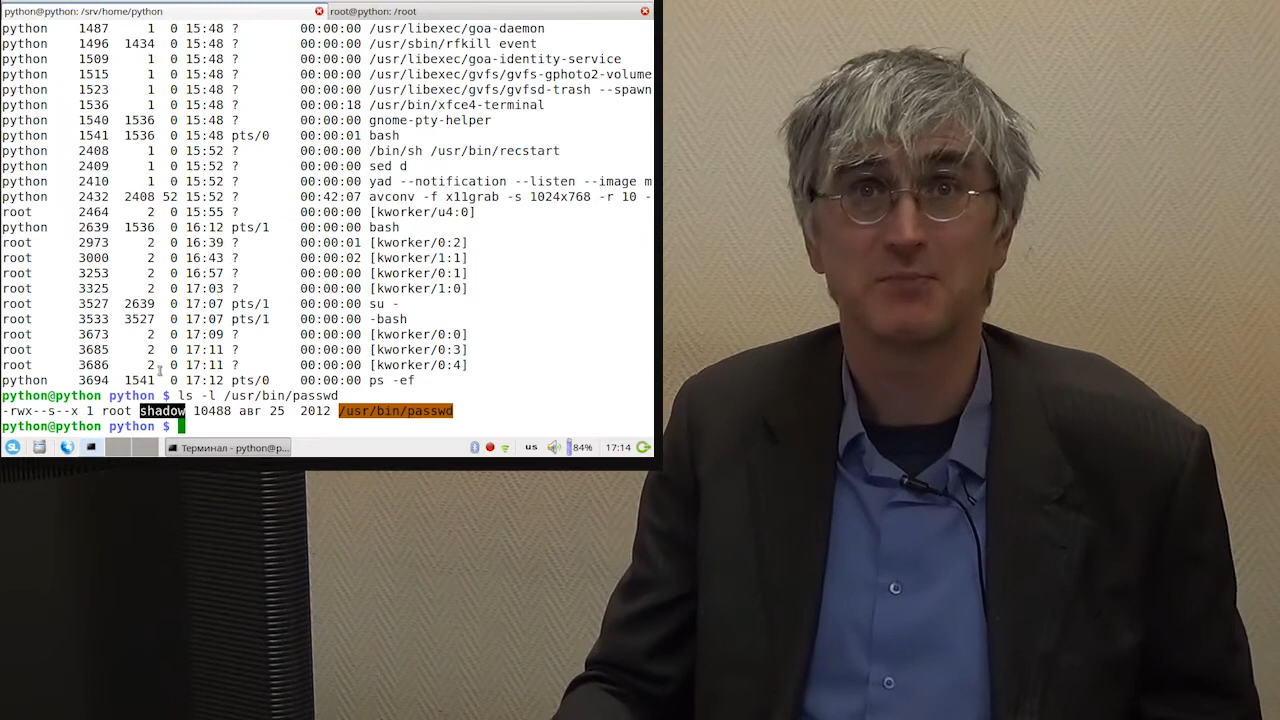 python@python: /srv/home/python
root@python: /root
python 1487 1 0 15:48 ? 00:00:00 /usr/libexec/goa-daemon
python 1496 1434 0 15:48 ? 00:00:00 /usr/sbin/rfkill event
python 1509 1 0 15:48 ? 00:00:00 /usr/libexec/goa-identity-service
python 1515 1 0 15:48 ? 00:00:00 /usr/libexec/gvfs/gvfs-gphoto2-volume
python 1523 1 0 15:48 ? 00:00:00 /usr/libexec/gvfs/gvfsd-trash --spawn
python 1536 1 0 15:48 ? 00:00:18 /usr/bin/xfce4-terminal
python 1540 1536 0 15:48 ? 00:00:00 gnome-pty-helper
python 1541 1536 0 15:48 pts/0 00:00:01 bash
python 2408 1 0 15:52 ? 00:00:00 /bin/sh /usr/bin/recstart
python 2409 1 0 15:52 ? 00:00:00 sed d
python 2410 1 0 15:52 ? 00:00:00 yad --notification --listen --image m
python 2432 2408 52 15:52 ? 00:42:07 avconv -f x11grab -s 1024x768 -r 10 -
root 2464 2 0 15:55 ? 00:00:00 [kworker/u4:0]
python 2639 1536 0 16:12 pts/1 00:00:00 bash
root 2973 2 0 16:39 ? 00:00:01 [kworker/0:2]
root 3000 2 0 16:43 ? 00:00:02 [kworker/1:1]
root 3253 2 0 16:57 ? 00:00:00 [kworker/0:1]
root 3325 2 0 17:03 ? 00:00:00 [kworker/1:0]
root 3527 2639 0 17:07 pts/1 00:00:00 su -
root 3533 3527 0 17:07 pts/1 00:00:00 -bash
root 3673 2 0 17:09 ? 00:00:00 [kworker/0:0]
root 3685 2 0 17:11 ? 00:00:00 [kworker/0:3]
root 3686 2 0 17:11 ? 00:00:00 [kworker/0:4]
python 3694 1541 0 17:12 pts/0 00:00:00 ps -ef
python@python python $ ls -l /usr/bin/passwd
-rwx--s--x 1 root shadow 10488 авг 25 2012 /usr/bin/passwd
python@python python $
SL Терминал - python@p... us 84% 17:14